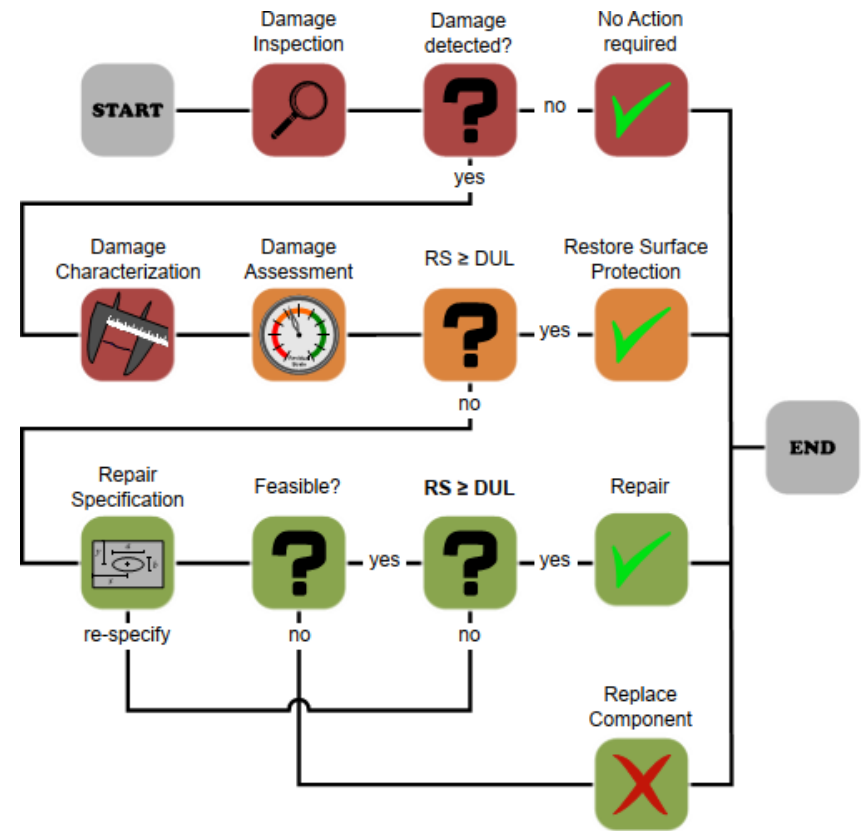 Damage
Inspection
Damage
detected?
No Action
required
START
no
yes
Damage
Characterization
Damage
Assessment
RS ≥ DUL
Restore Surface
Protection
yes
no
END
Repair
Specification
Feasible?
RS ≥ DUL
Repair
yes
yes
re-specify
no
no
Replace
Component